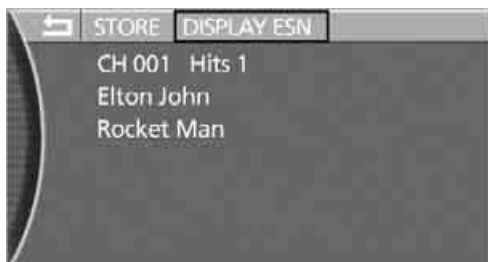 STORE DISPLAY ESN
CH 001 Hits 1
Elton John
Rocket Man